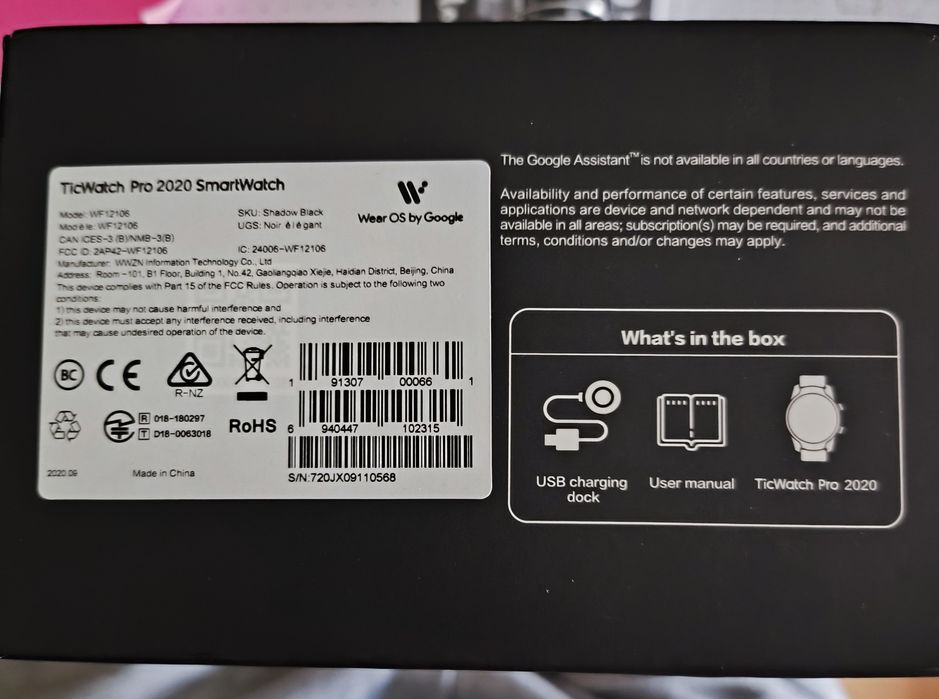 TicWatch Pro 2020 SmartWatch
Model: WF12106
Modèle: WF12106
CAN ICES-3 (B)/NMB-3(B)
FCC ID: 2AP42-WF12106
SKU: Shadow Black
UGS: Noir élégant
IC: 24006-WF12106
Wear OS by Google
Manufacturer: WWZN Information Technology Co., Ltd
Address: Room -101, B1 Floor, Building 1, No.42, Gaoliangqiao Xiejie, Haidian District, Beijing, China
This device complies with Part 15 of the FCC Rules. Operation is subject to the following two
conditions:
1) this device may not cause harmful interference and
2) this device must accept any interference received, including interference
that may cause undesired operation of the device.
BC
CE
R-NZ
1 91307 00066 1
R 018-180297
T D18-0063018
RoHS
6 940447 102315
S/N:720JX09110568
2020.09
Made in China
The Google Assistant™ is not available in all countries or languages.
Availability and performance of certain features, services and
applications are device and network dependent and may not be
available in all areas; subscription(s) may be required, and additional
terms, conditions and/or changes may apply.
What's in the box
USB charging
dock
User manual
TicWatch Pro 2020